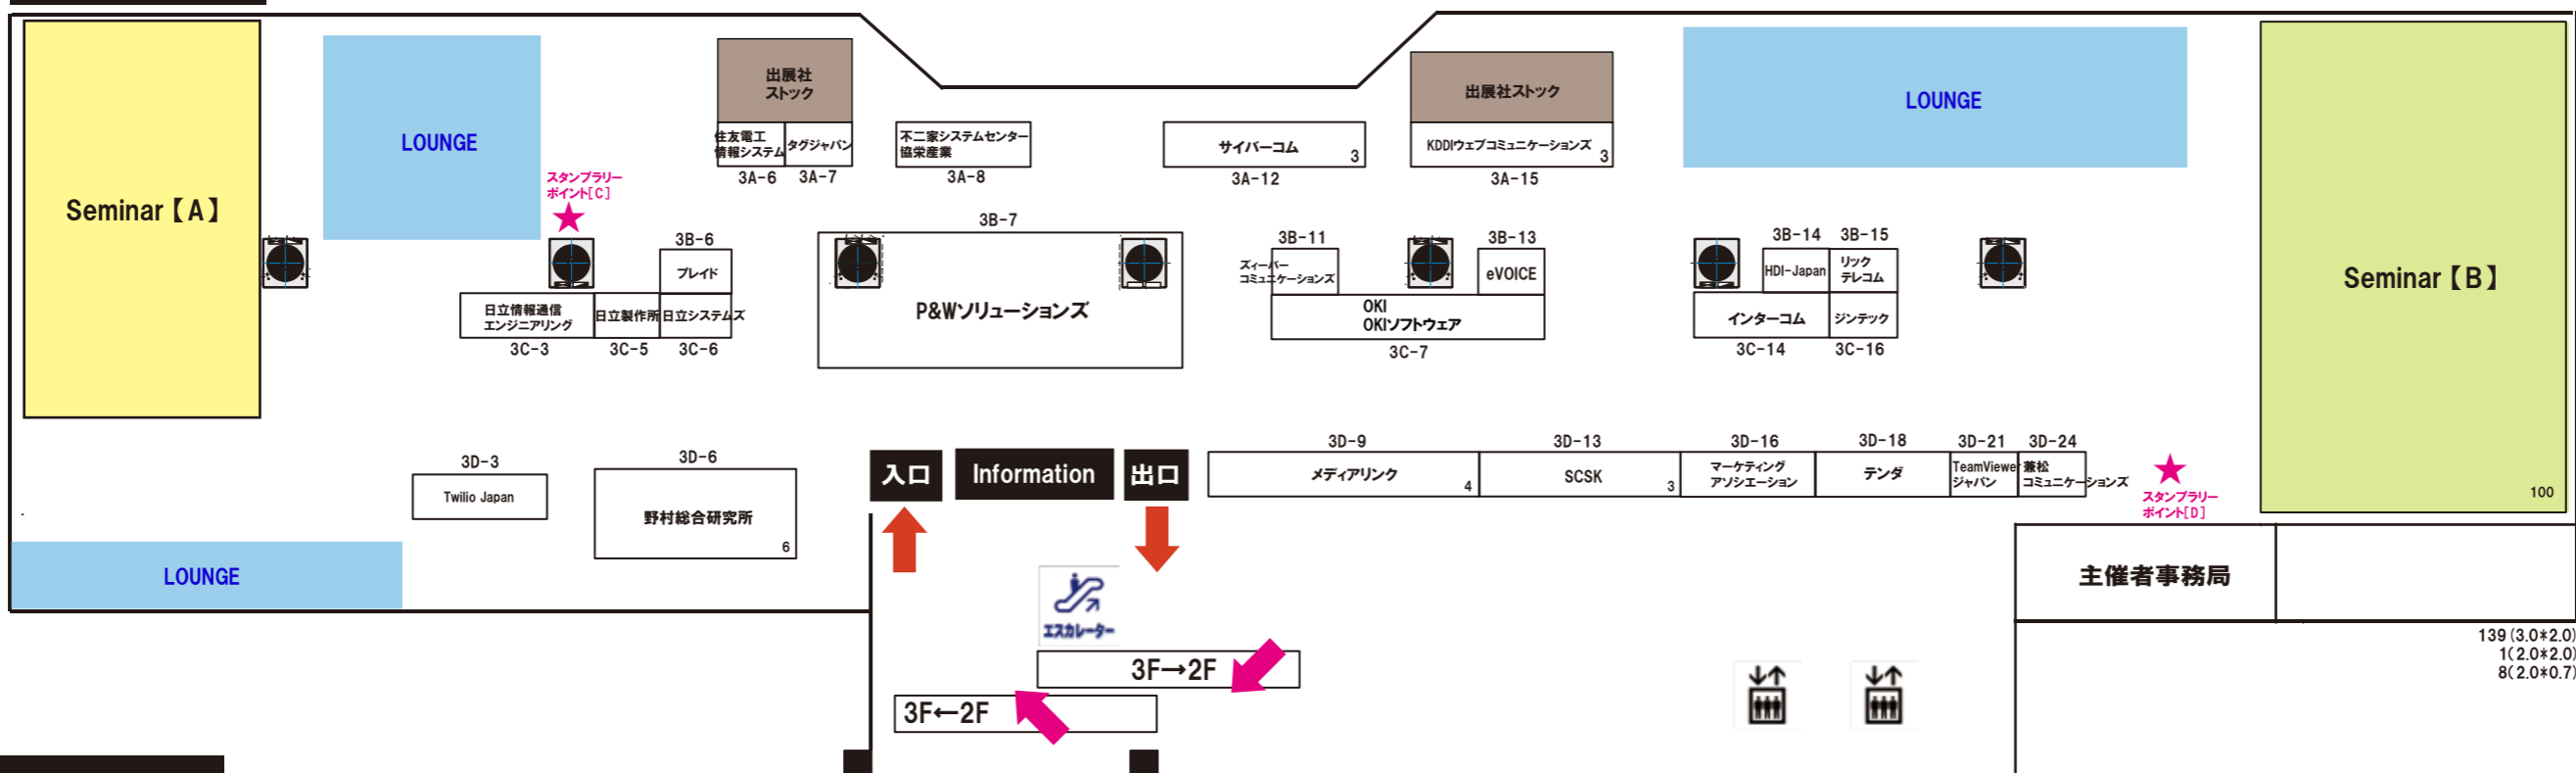 Seminar【A】
LOUNGE
スタンプラリー
ポイント[C]
出展社
ストック
住友電工
情報システム
タグジャパン
3A-6
3A-7
不二家システムセンター
協栄産業
3A-8
サイバーコム
3
3A-12
出展社ストック
KDDIウェブコミュニケーションズ
3
3A-15
LOUNGE
Seminar【B】
100
3B-6
ブレイド
日立情報通信
エンジニアリング
日立製作所
日立システムズ
3C-3
3C-5
3C-6
3B-7
P&Wソリューションズ
3B-11
ズィーバー
コミュニケーションズ
3B-13
eVOICE
OKI
OKIソフトウェア
3C-7
3B-14
3B-15
HDI-Japan
リック
テレコム
インターコム
ジンテック
3C-14
3C-16
3D-3
Twilio Japan
3D-6
野村総合研究所
6
LOUNGE
入口
Information
出口
3D-9
メディアリンク
4
3D-13
SCSK
3
3D-16
マーケティング
アソシエーション
3D-18
テンダ
3D-21
TeamViewer
ジャパン
3D-24
兼松
コミュニケーションズ
スタンプラリー
ポイント[D]
主催者事務局
エスカレーター
3F→2F
3F←2F
139(3.0*2.0)
1(2.0*2.0)
8(2.0*0.7)